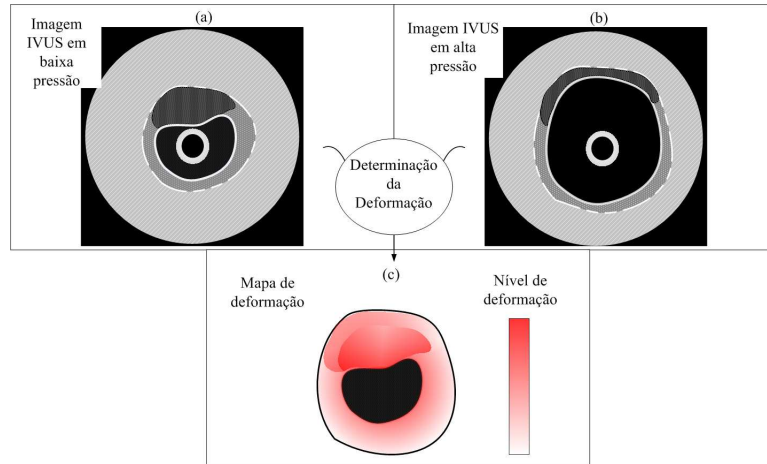 (a)
Imagem
IVUS em
baixa
pressão
(b)
Imagem IVUS
em alta
pressão
Determinação
da
Deformação
(c)
Mapa de
deformação
Nível de
deformação